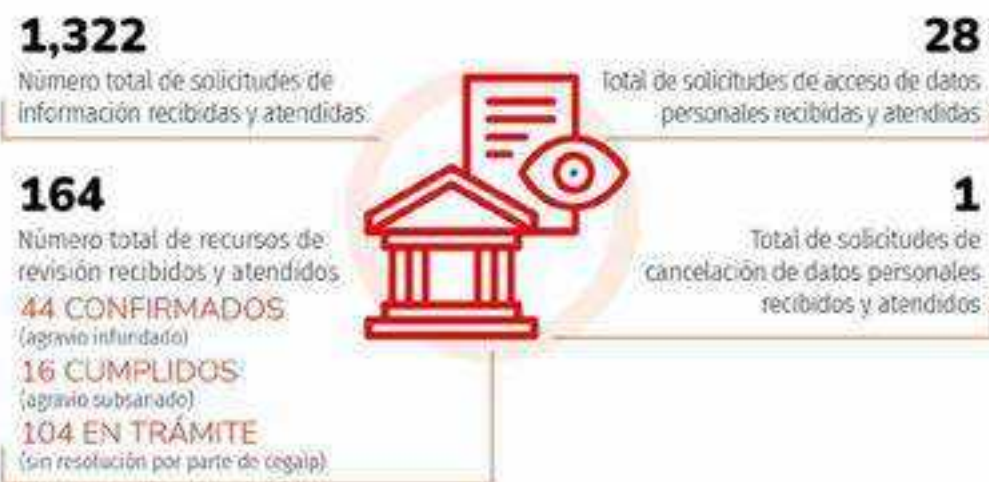 1,322
Número total de solicitudes de
información recibidas y atendidas
164
Número total de recursos de
revisión recibidos y atendidos
44 CONFIRMADOS
(agravio infundado)
16 CUMPLIDOS
(agravio subsanado)
104 EN TRÁMITE
(sin resolución por parte de cegaip)
28
Total de solicitudes de acceso de datos
personales recibidas y atendidas
1
Total de solicitudes de
cancelación de datos personales
recibidos y atendidos